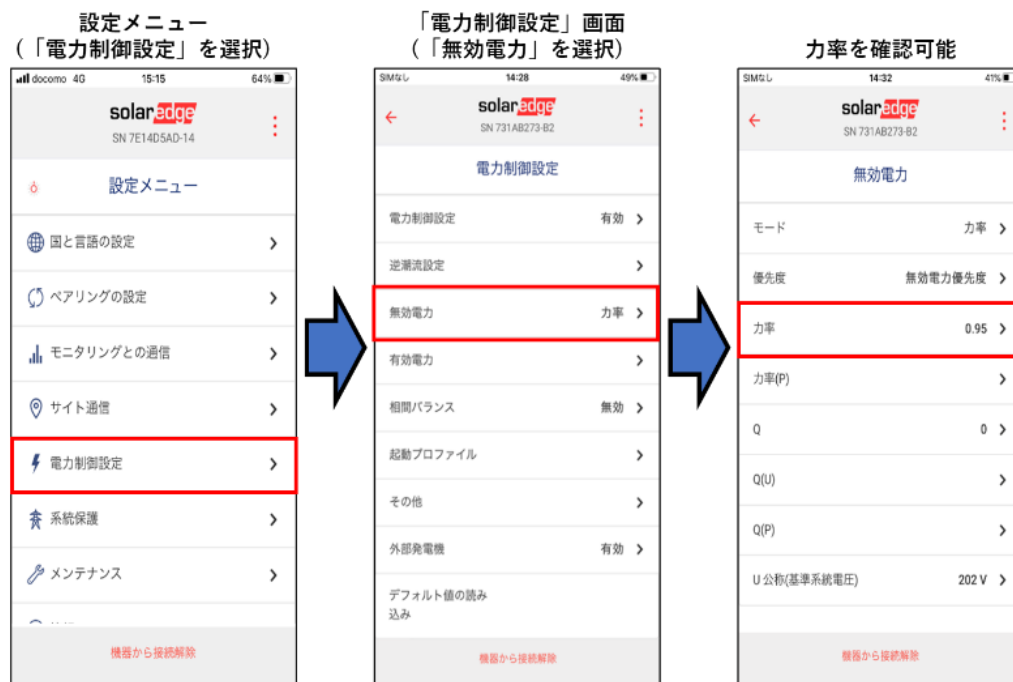 設定メニュー
(「電力制御設定」を選択)
docomo 4G 15:15 64%
solaredge
SN 7E14D5AD-14
設定メニュー
国と言語の設定
ペアリングの設定
モニタリングとの通信
サイト通信
電力制御設定
系統保護
メンテナンス
機器から接続解除
「電力制御設定」画面
(「無効電力」を選択)
SIMなし 14:28 49%
solaredge
SN 731AB273-B2
電力制御設定
電力制御設定 有効
逆潮流設定
無効電力 力率
有効電力
相間バランス 無効
起動プロファイル
その他
外部発電機 有効
デフォルト値の読み
込み
機器から接続解除
力率を確認可能
SIMなし 14:32 41%
solaredge
SN 731AB273-B2
無効電力
モード 力率
優先度 無効電力優先度
力率 0.95
力率(P)
Q 0
Q(U)
Q(P)
U 公称(基準系統電圧) 202 V
機器から接続解除